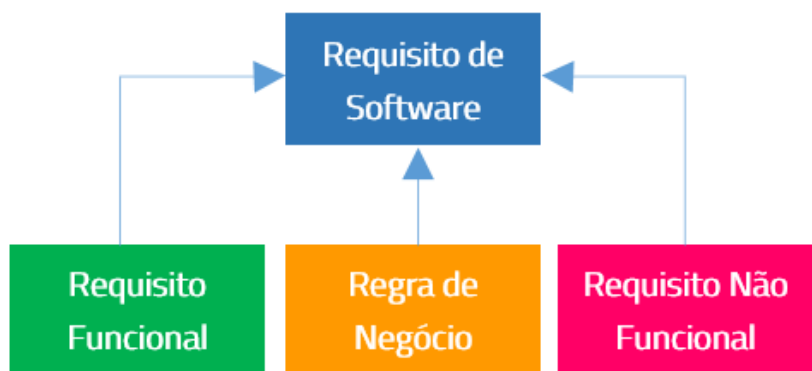 Requisito de
Software
Requisito
Funcional
Regra de
Negócio
Requisito Não
Funcional